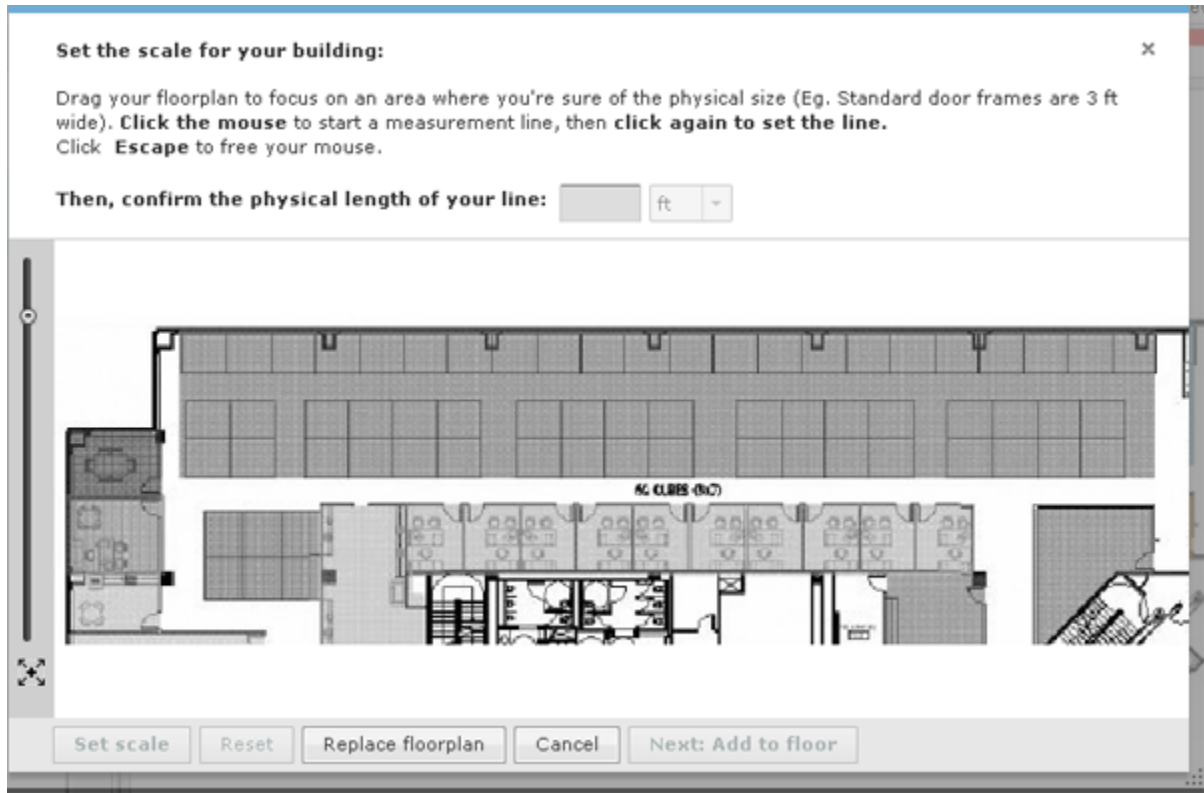 Set the scale for your building:
Drag your floorplan to focus on an area where you're sure of the physical size (Eg. Standard door frames are 3 ft
wide). Click the mouse to start a measurement line, then click again to set the line.
Click Escape to free your mouse.
Then, confirm the physical length of your line:
ft
CUBES
Set scale
Reset
Replace floorplan
Cancel
Next: Add to floor